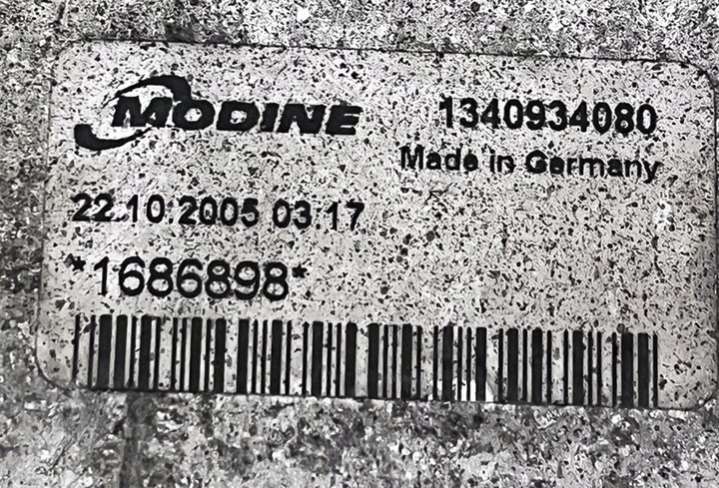 MODINE 1340934080
Made in Germany
22.10.2005 03:17
*1686898*